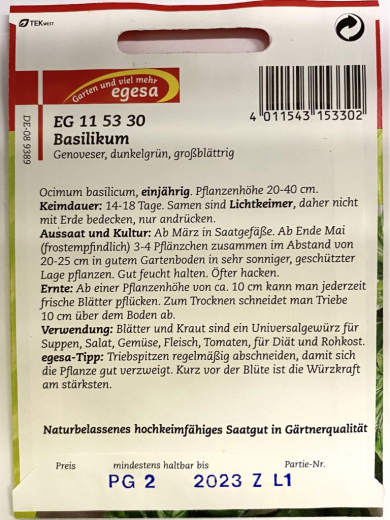 TEKWEST
Garten und viel mehr
egesa
DE-08 9389
EG 11 53 30
Basilikum
Genoveser, dunkelgrün, großblättrig
4 011543 153302
Ocimum basilicum, einjährig. Pflanzenhöhe 20-40 cm.
Keimdauer: 14-18 Tage. Samen sind Lichtkeimer, daher nicht
mit Erde bedecken, nur andrücken.
Aussaat und Kultur: Ab März in Saatgefäße. Ab Ende Mai
(frostempfindlich) 3-4 Pflänzchen zusammen im Abstand von
20-25 cm in gutem Gartenboden in sehr sonniger, geschützter
Lage pflanzen. Gut feucht halten. Öfter hacken.
Ernte: Ab einer Pflanzenhöhe von ca. 10 cm kann man jederzeit
frische Blätter pflücken. Zum Trocknen schneidet man Triebe
10 cm über dem Boden ab.
Verwendung: Blätter und Kraut sind ein Universalgewürz für
Suppen, Salat, Gemüse, Fleisch, Tomaten, für Diät und Rohkost.
egesa-Tipp: Triebspitzen regelmäßig abschneiden, damit sich
die Pflanze gut verzweigt. Kurz vor der Blüte ist die Würzkraft
am stärksten.
Naturbelassenes hochkeimfähiges Saatgut in Gärtnerqualität
Preis mindestens haltbar bis Partie-Nr.
PG 2 2023 Z L1